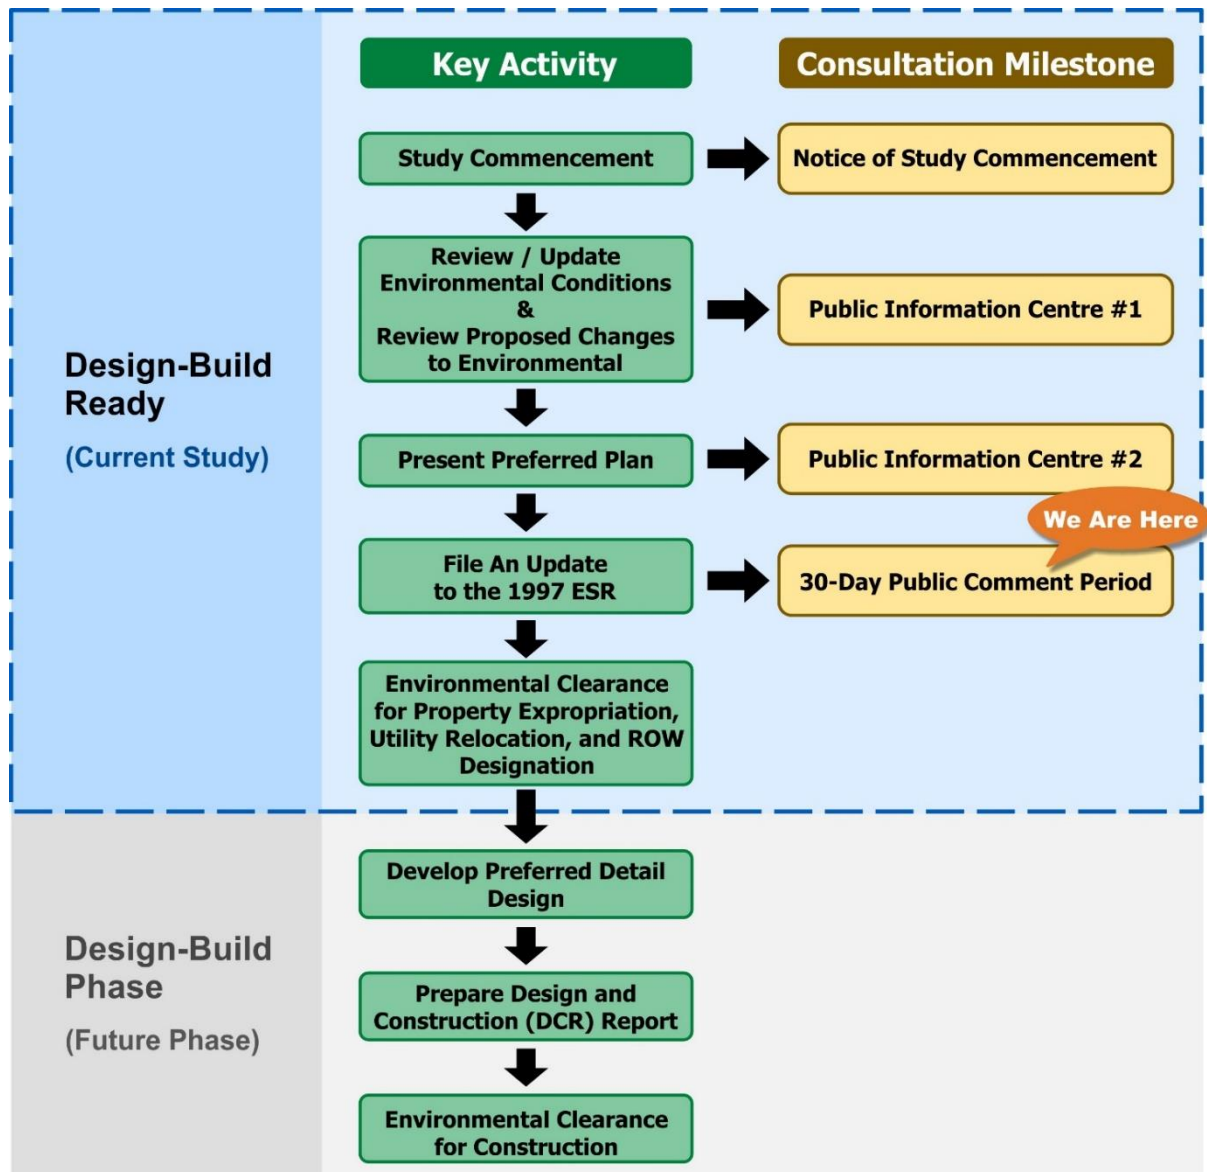 Key Activity
Consultation Milestone
Design-Build
Ready
(Current Study)
Study Commencement
Notice of Study Commencement
Review / Update
Environmental Conditions
&
Review Proposed Changes
to Environmental
Public Information Centre #1
Present Preferred Plan
Public Information Centre #2
We Are Here
File An Update
to the 1997 ESR
30-Day Public Comment Period
Environmental Clearance
for Property Expropriation,
Utility Relocation, and ROW
Designation
Design-Build
Phase
(Future Phase)
Develop Preferred Detail
Design
Prepare Design and
Construction (DCR) Report
Environmental Clearance
for Construction